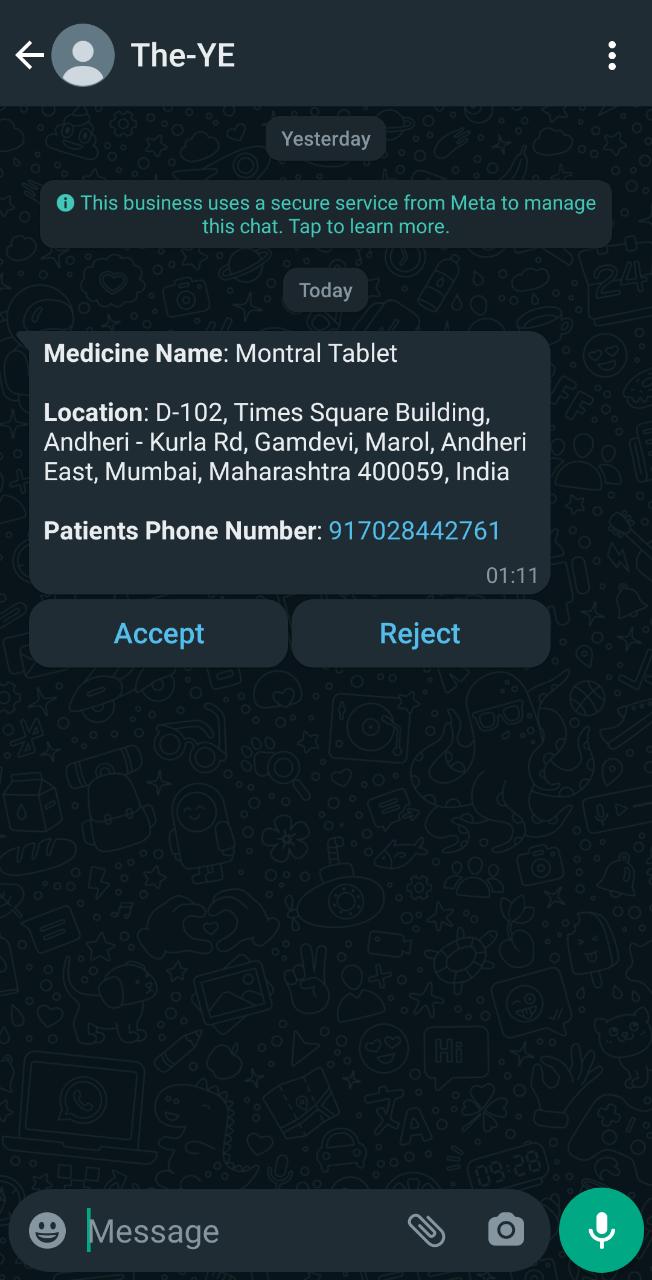 The-YE
Yesterday
This business uses a secure service from Meta to manage
this chat. Tap to learn more.
Today
Medicine Name: Montral Tablet
Location: D-102, Times Square Building,
Andheri - Kurla Rd, Gamdevi, Marol, Andheri
East, Mumbai, Maharashtra 400059, India
Patients Phone Number: 917028442761
01:11
Accept
Reject
Message